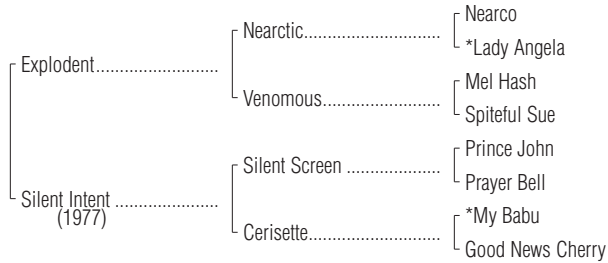 Nearco
Nearctic
*Lady Angela
Explodent
Mel Hash
Venomous
Spiteful Sue
Prince John
Silent Screen
Prayer Bell
Silent Intent
(1977)
*My Babu
Cerisette
Good News Cherry